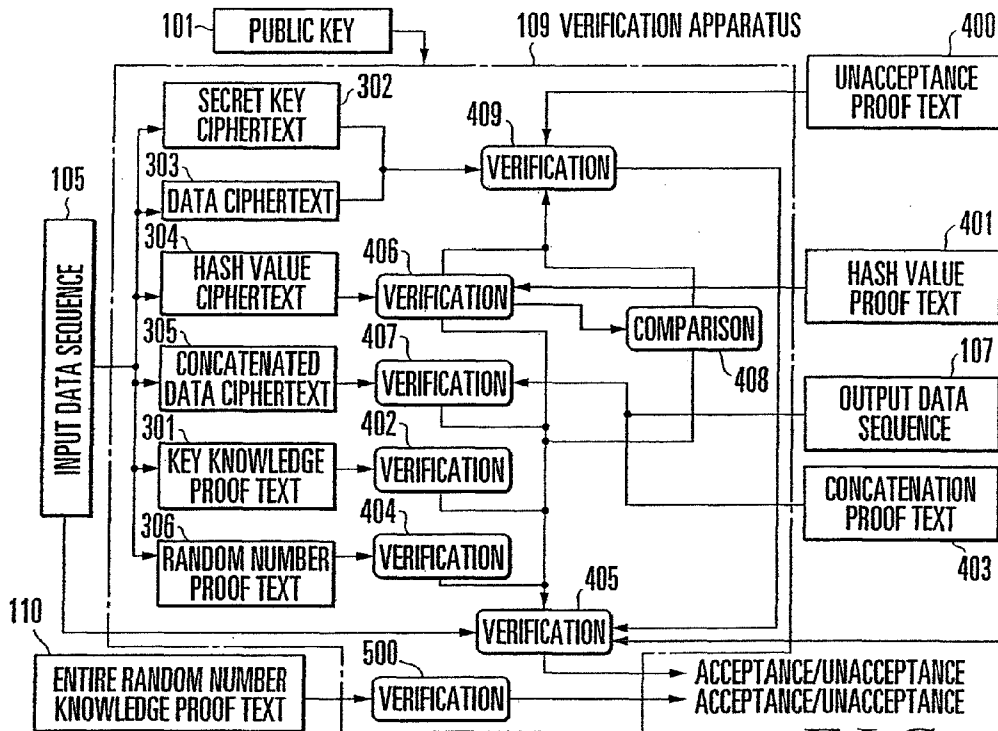 101
PUBLIC KEY
109 VERIFICATION APPARATUS
400
UNACCEPTANCE
PROOF TEXT
302
SECRET KEY
CIPHERTEXT
409
VERIFICATION
303
DATA CIPHERTEXT
105
INPUT DATA SEQUENCE
304
HASH VALUE
CIPHERTEXT
406
VERIFICATION
401
HASH VALUE
PROOF TEXT
COMPARISON
408
305
CONCATENATED
DATA CIPHERTEXT
407
VERIFICATION
107
OUTPUT DATA
SEQUENCE
301
KEY KNOWLEDGE
PROOF TEXT
402
VERIFICATION
CONCATENATION
PROOF TEXT
403
306
RANDOM NUMBER
PROOF TEXT
404
VERIFICATION
405
VERIFICATION
110
ENTIRE RANDOM NUMBER
KNOWLEDGE PROOF TEXT
500
VERIFICATION
ACCEPTANCE/UNACCEPTANCE
ACCEPTANCE/UNACCEPTANCE